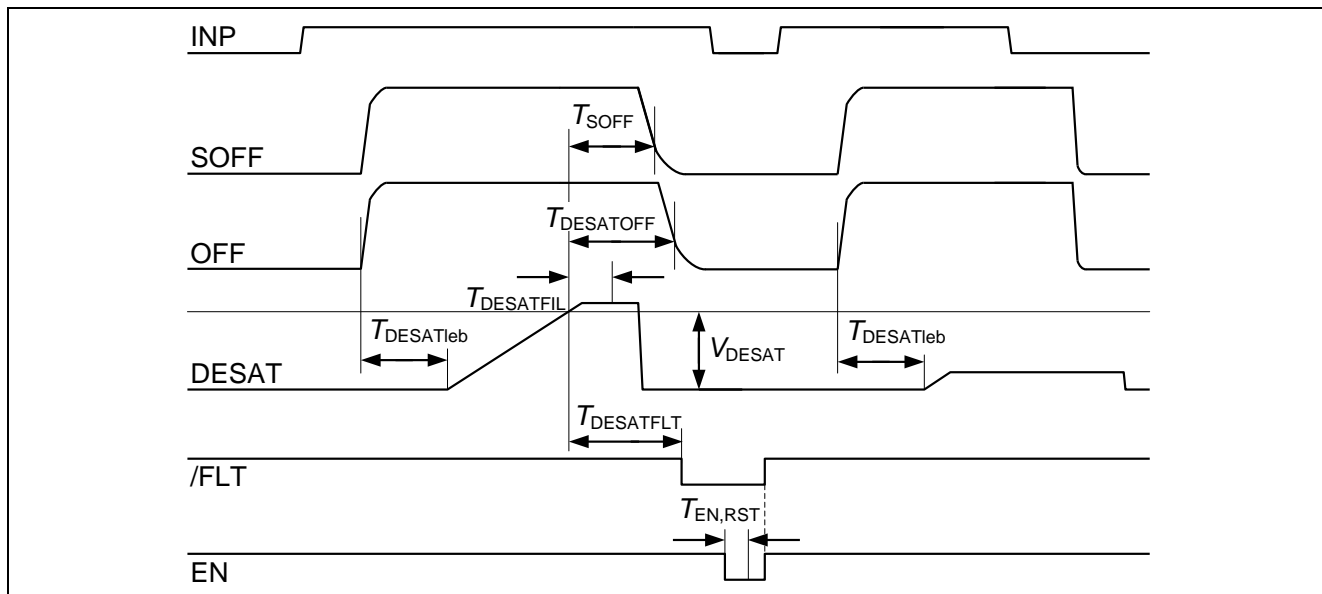 INP
TSOFF
SOFF
TDESATOFF
OFF
TDESATFIL
TDESATleb
VDESAT
TDESATleb
DESAT
TDESATFLT
/FLT
TEN,RST
EN